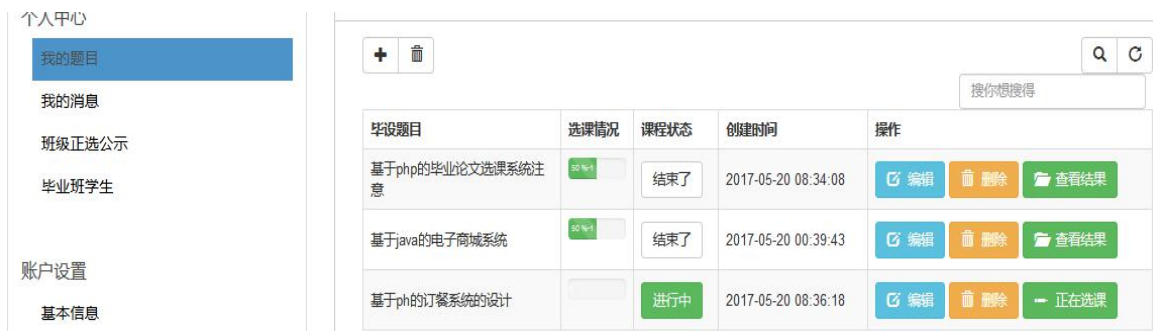 个人中心
我的题目
我的消息
班级正选公示
毕业班学生
账户设置
基本信息
搜你想搜得
毕设题目 选课情况 课程状态 创建时间 操作
基于php的毕业论文选课系统注
意
50 %-1 结束了 2017-05-20 08:34:08 编辑 删除 查看结果
基于java的电子商城系统 50 %-1 结束了 2017-05-20 00:39:43 编辑 删除 查看结果
基于ph的订餐系统的设计 进行中 2017-05-20 08:36:18 编辑 删除 正在选课